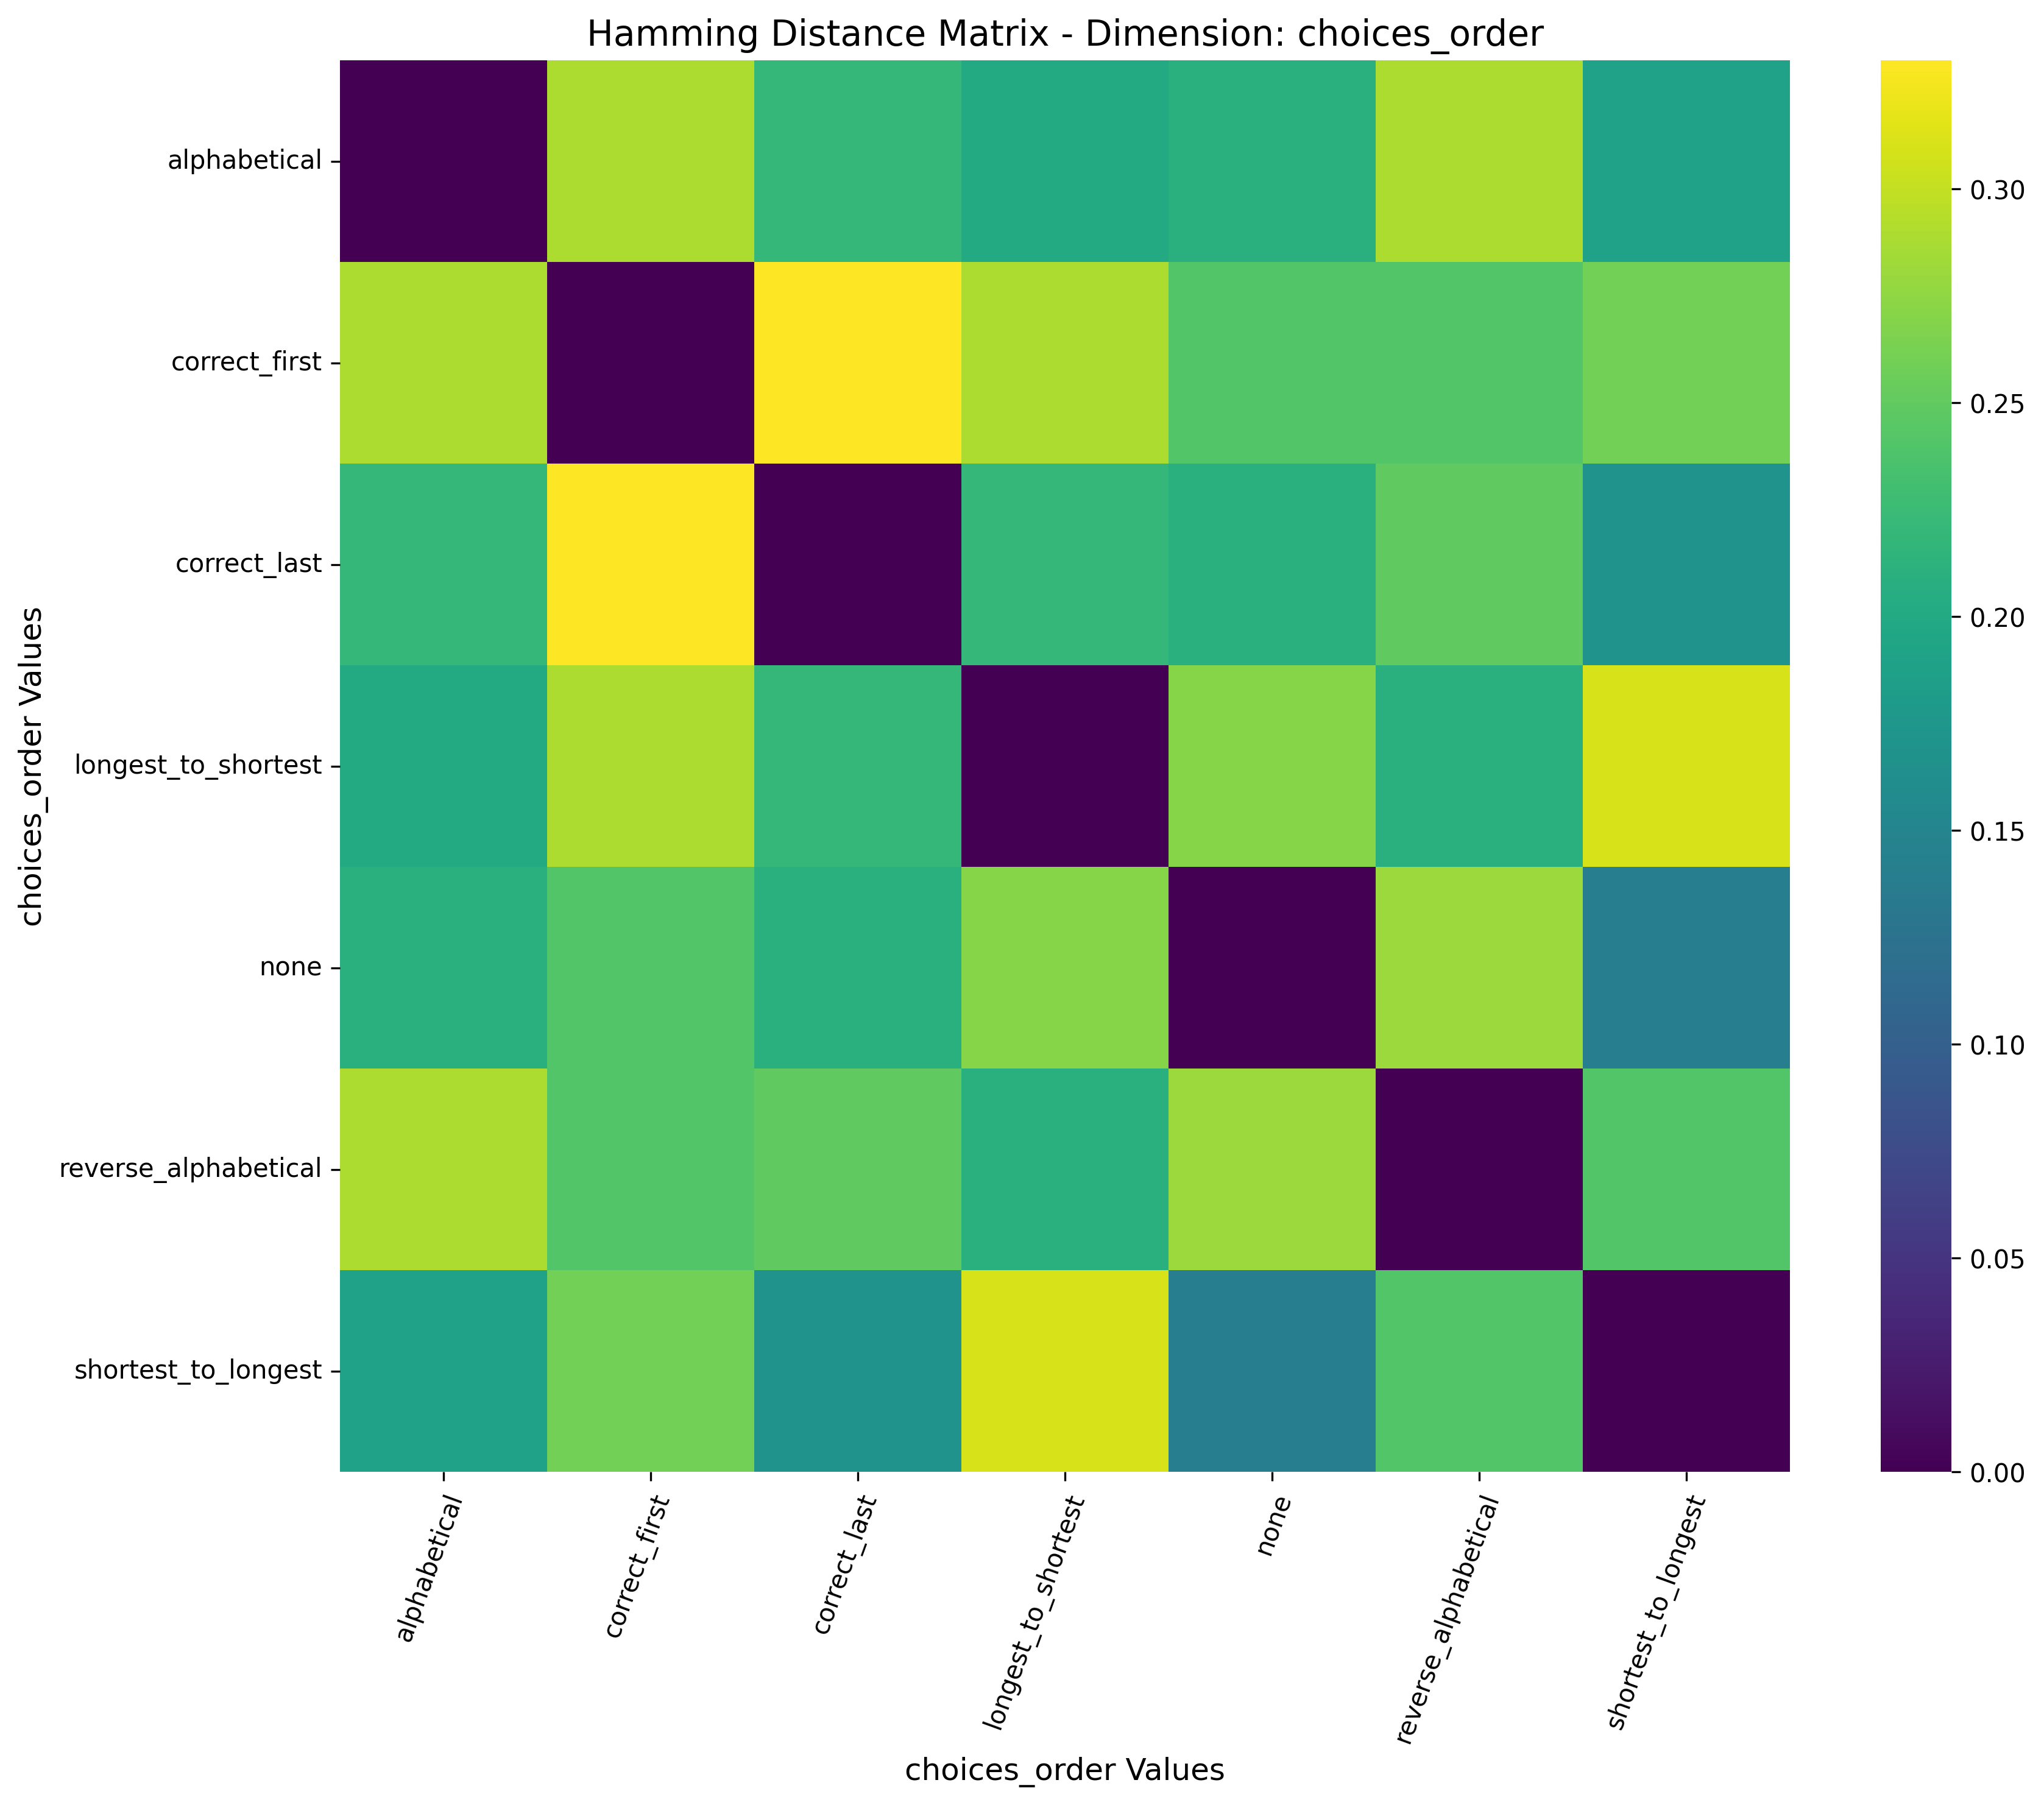 Hamming Distance Matrix - Dimension: choices_order
choices_order Values
alphabetical
correct_first
correct_last
longest_to_shortest
none
reverse_alphabetical
shortest_to_longest
alphabetical
correct_first
correct_last
longest_to_shortest
none
reverse_alphabetical
shortest_to_longest
choices_order Values
0.30
0.25
0.20
0.15
0.10
0.05
0.00